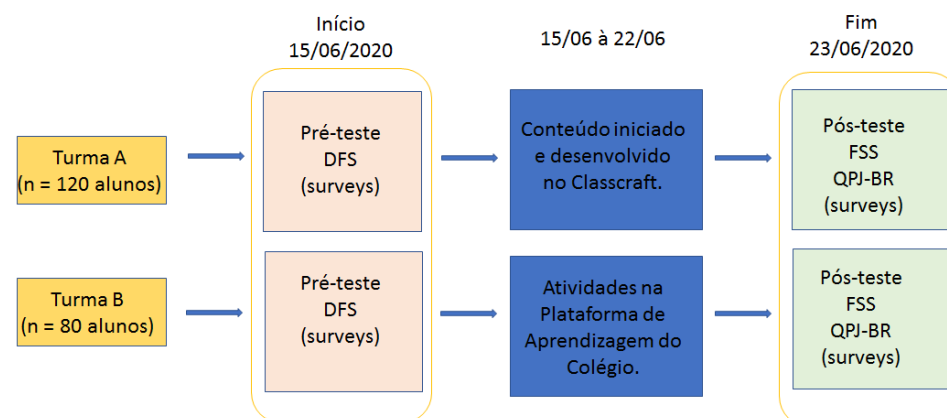 Início
15/06/2020
15/06 à 22/06
Fim
23/06/2020
Turma A
(n = 120 alunos)
Pré-teste
DFS
(surveys)
Conteúdo iniciado
e desenvolvido
no Classcraft.
Pós-teste
FSS
QPJ-BR
(surveys)
Turma B
(n = 80 alunos)
Pré-teste
DFS
(surveys)
Atividades na
Plataforma de
Aprendizagem do
Colégio.
Pós-teste
FSS
QPJ-BR
(surveys)